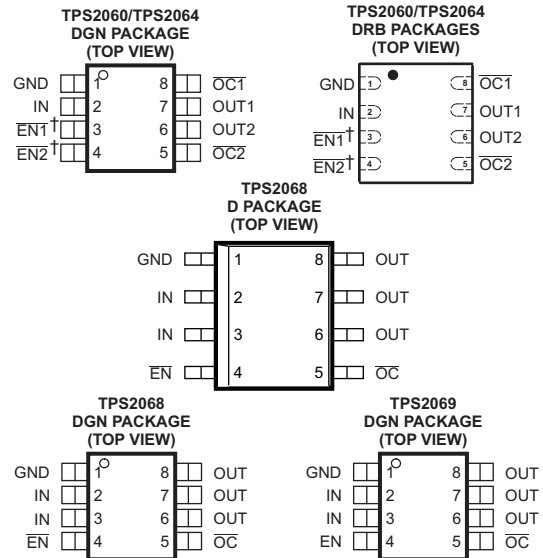 TPS2060/TPS2064
DGN PACKAGE
(TOP VIEW)
GND 1 8 OC1
IN 2 7 OUT1
EN1† 3 6 OUT2
EN2† 4 5 OC2
TPS2060/TPS2064
DRB PACKAGES
(TOP VIEW)
GND 1 8 OC1
IN 2 7 OUT1
EN1† 3 6 OUT2
EN2† 4 5 OC2
TPS2068
D PACKAGE
(TOP VIEW)
GND 1 8 OUT
IN 2 7 OUT
IN 3 6 OUT
EN 4 5 OC
TPS2068
DGN PACKAGE
(TOP VIEW)
GND 1 8 OUT
IN 2 7 OUT
IN 3 6 OUT
EN 4 5 OC
TPS2069
DGN PACKAGE
(TOP VIEW)
GND 1 8 OUT
IN 2 7 OUT
IN 3 6 OUT
EN 4 5 OC